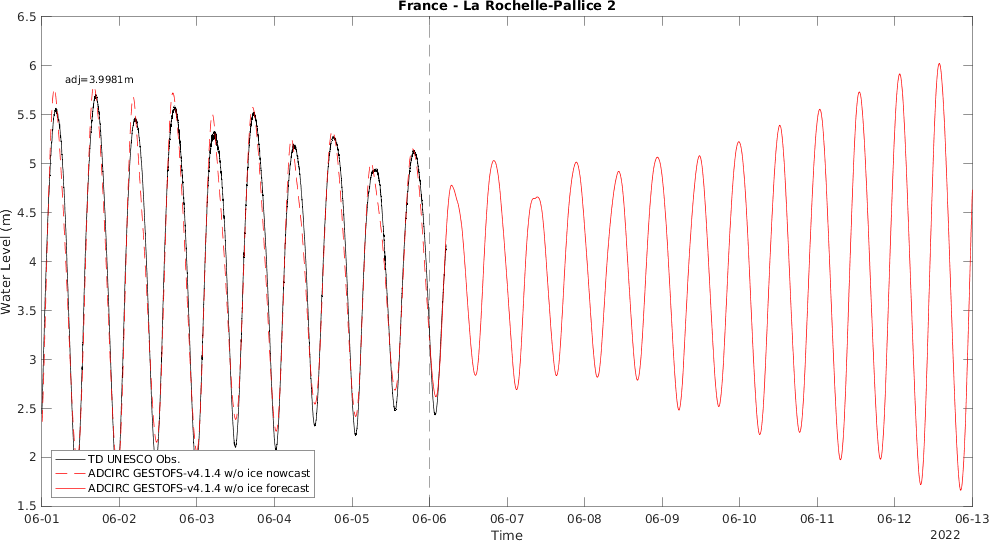 France - La Rochelle-Pallice 2
6.5
6
5.5
5
4.5
4
3.5
3
2.5
2
1.5
Water Level (m)
adj=3.9981m
TD UNESCO Obs.
ADCIRC GESTOFS-v4.1.4 w/o ice nowcast
ADCIRC GESTOFS-v4.1.4 w/o ice forecast
06-01 06-02 06-03 06-04 06-05 06-06 06-07 06-08 06-09 06-10 06-11 06-12 06-13
Time
2022